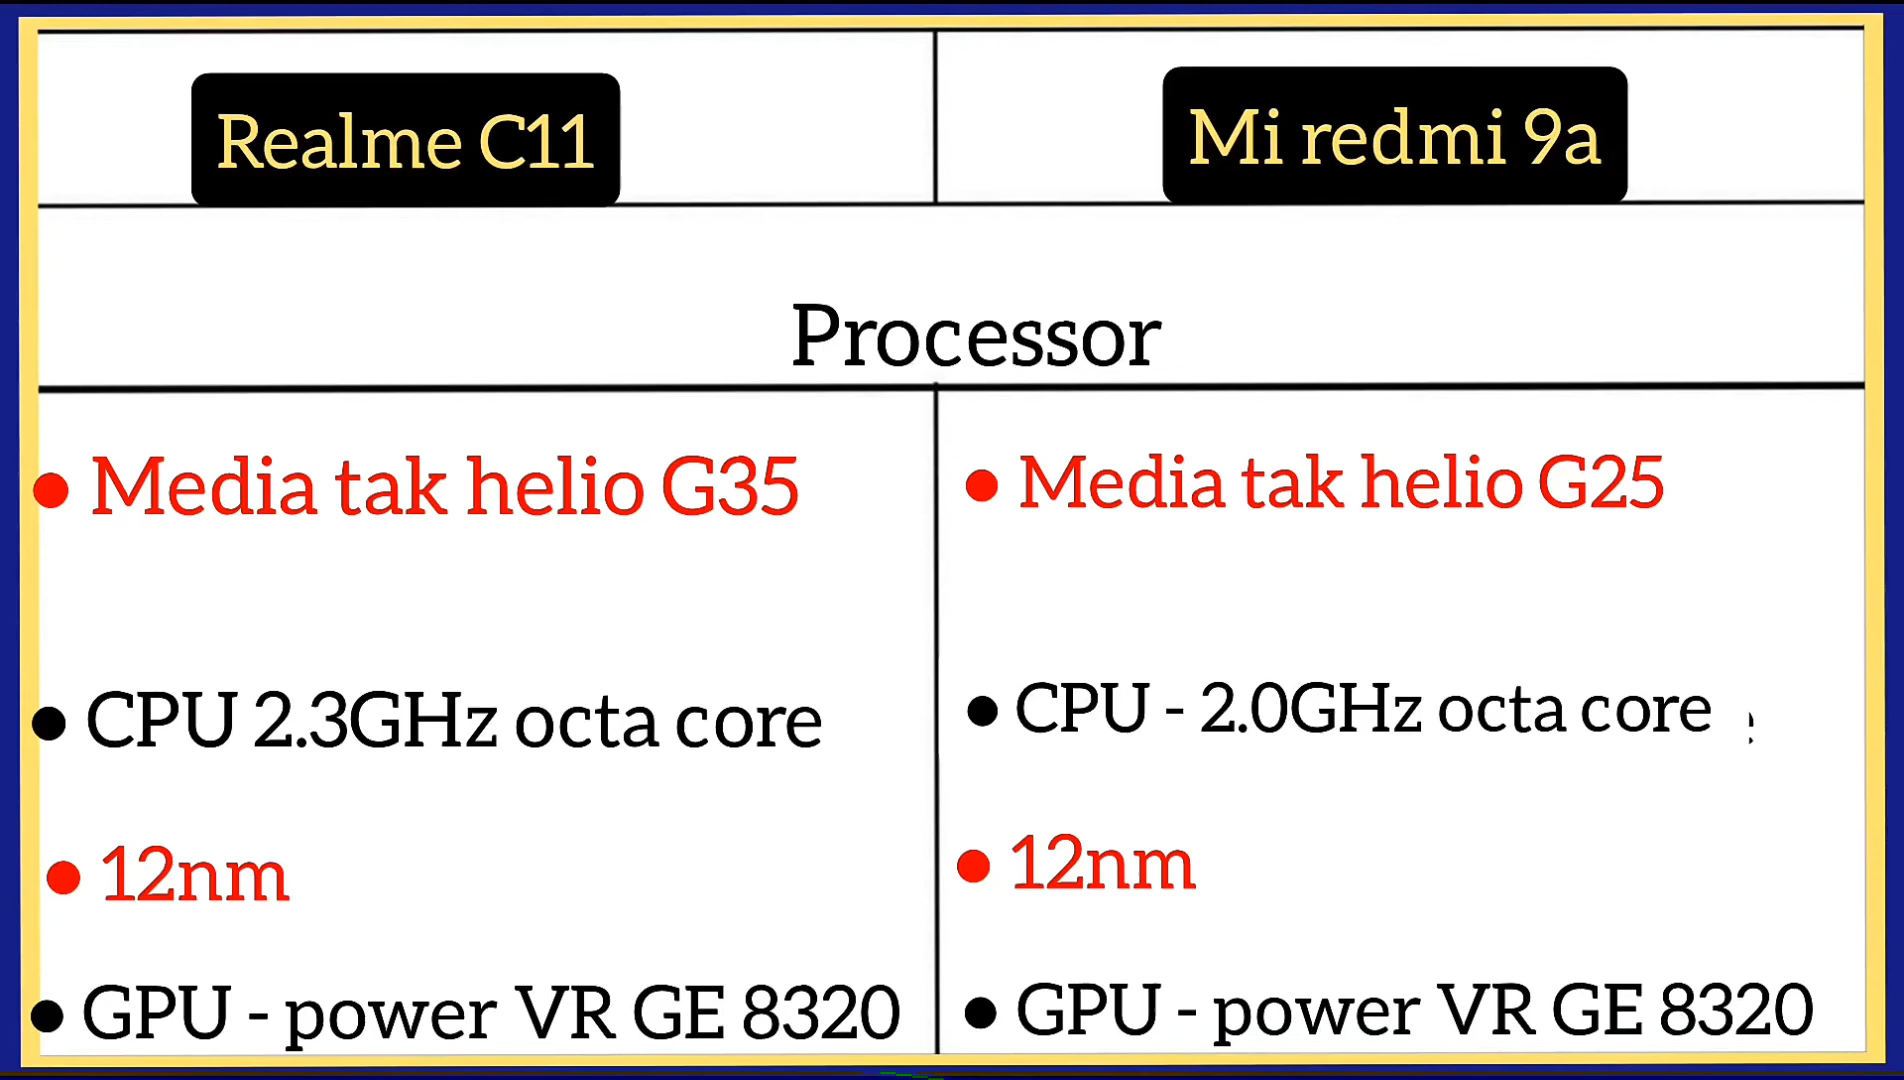 Realme C11
Mi redmi 9a
Processor
• Media tak helio G35
• CPU 2.3GHz octa core
• 12nm
• GPU - power VR GE 8320
• Media tak helio G25
• CPU - 2.0GHz octa core
• 12nm
• GPU - power VR GE 8320